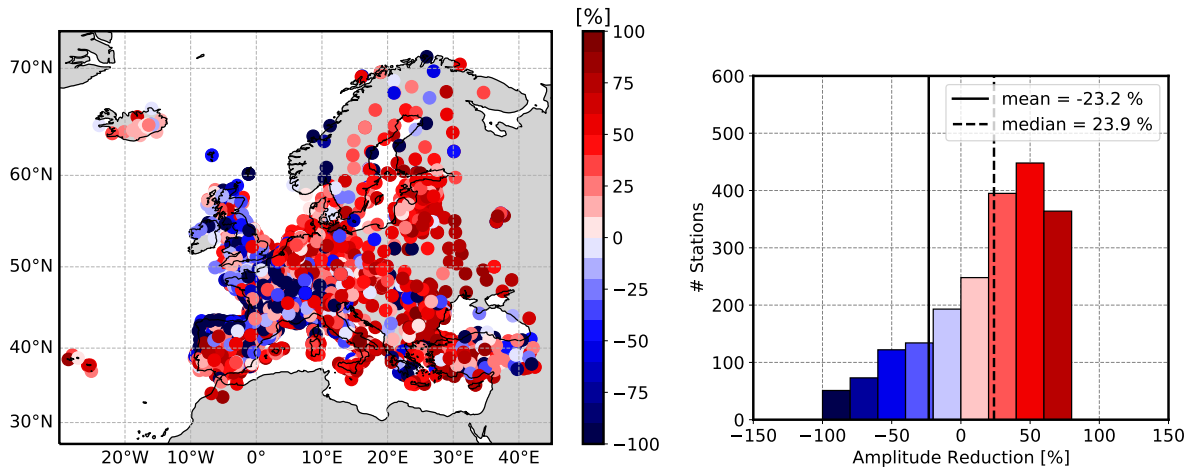 [%]
70°N
60°N
50°N
40°N
30°N
20°W
10°W
0°
10°E
20°E
30°E
40°E
100
75
50
25
0
−25
−50
−75
−100
600
500
400
300
200
100
0
# Stations
mean = -23.2 %
median = 23.9 %
−150
−100
−50
0
50
100
150
Amplitude Reduction [%]